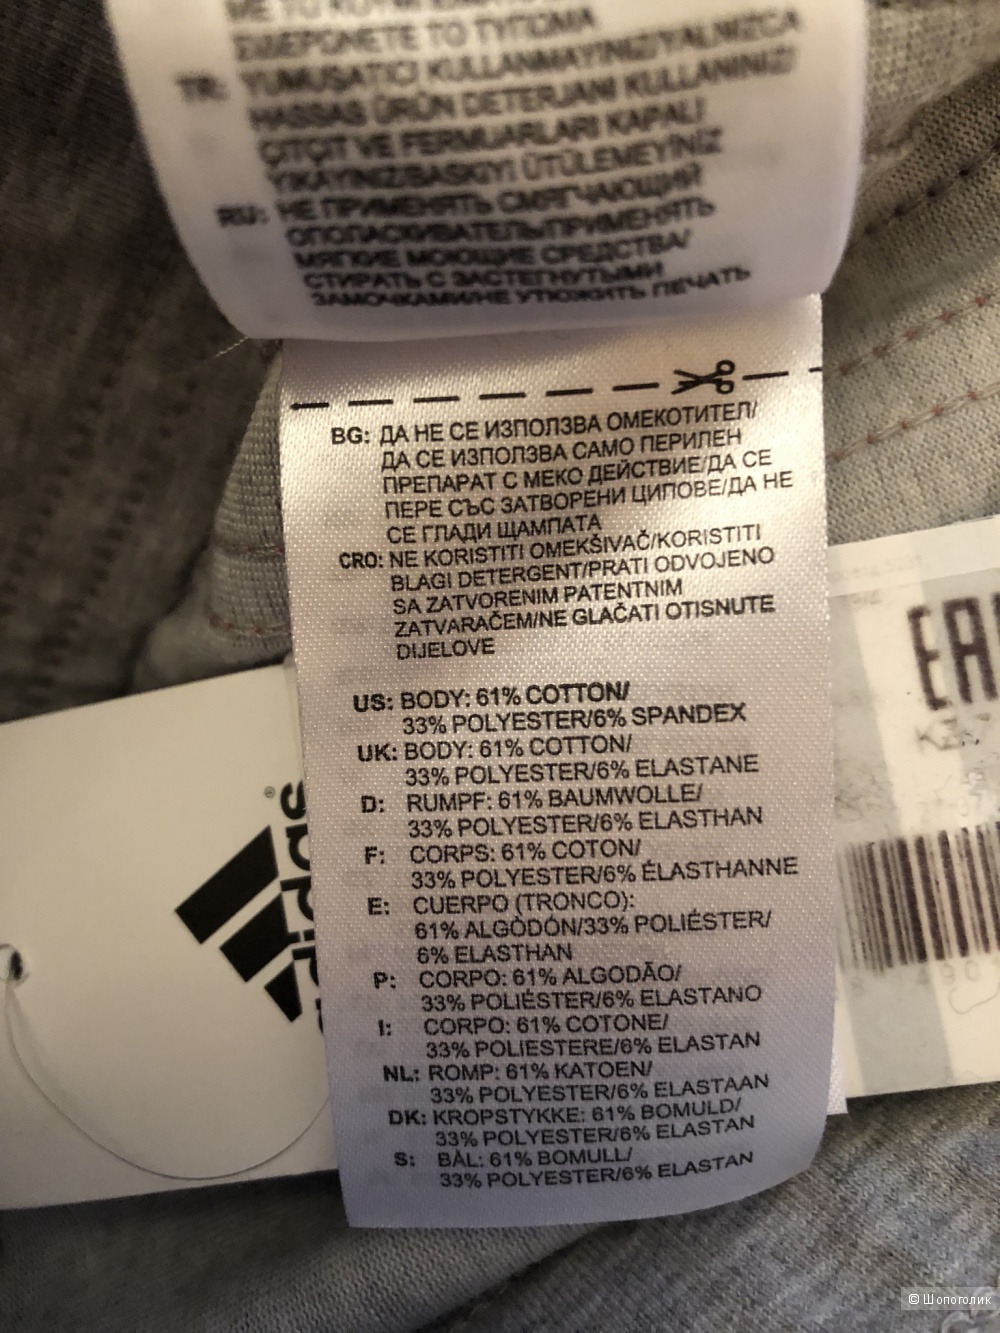 TR: YUMUŞATICI KULLANMAYINIZ/YALNIZCA
HASSAS ÜRÜN DETERJANI KULLANINIZ/
ÇITÇIT VE FERMUARLARI KAPALI
YIKAYINIZ/BASKIYI ÜTÜLEMEYİNİZ
RU: НЕ ПРИМЕНЯТЬ СМЯГЧАЮЩИЙ
ОПОЛАСКИВАТЕЛЬ/ПРИМЕНЯТЬ
МЯГКИЕ МОЮЩИЕ СРЕДСТВА/
СТИРАТЬ С ЗАСТЕГНУТЫМИ
ЗАМОЧКАМИ/НЕ УТЮЖИТЬ ПЕЧАТЬ
BG: ДА НЕ СЕ ИЗПОЛЗВА ОМЕКОТИТЕЛ/
ДА СЕ ИЗПОЛЗВА САМО ПЕРИЛЕН
ПРЕПАРАТ С МЕКО ДЕЙСТВИЕ/ДА СЕ
ПЕРЕ СЪС ЗАТВОРЕНИ ЦИПОВЕ/ДА НЕ
СЕ ГЛАДИ ЩАМПАТА
CRO: NE KORISTITI OMEKŠIVAČ/KORISTITI
BLAGI DETERGENT/PRATI ODVOJENO
SA ZATVORENIM PATENTNIM
ZATVARAČEM/NE GLAČATI OTISNUTE
DIJELOVE
US: BODY: 61% COTTON/
33% POLYESTER/6% SPANDEX
UK: BODY: 61% COTTON/
33% POLYESTER/6% ELASTANE
D: RUMPF: 61% BAUMWOLLE/
33% POLYESTER/6% ELASTHAN
F: CORPS: 61% COTON/
33% POLYESTER/6% ÉLASTHANNE
E: CUERPO (TRONCO):
61% ALGÒDÓN/33% POLIÉSTER/
6% ELASTHAN
P: CORPO: 61% ALGODÃO/
33% POLIÉSTER/6% ELASTANO
I: CORPO: 61% COTONE/
33% POLIESTERE/6% ELASTAN
NL: ROMP: 61% KATOEN/
33% POLYESTER/6% ELASTAAN
DK: KROPSTYKKE: 61% BOMULD/
33% POLYESTER/6% ELASTAN
S: BÅL: 61% BOMULL/
33% POLYESTER/6% ELASTAN
adidas
EAC
© Шопоголик